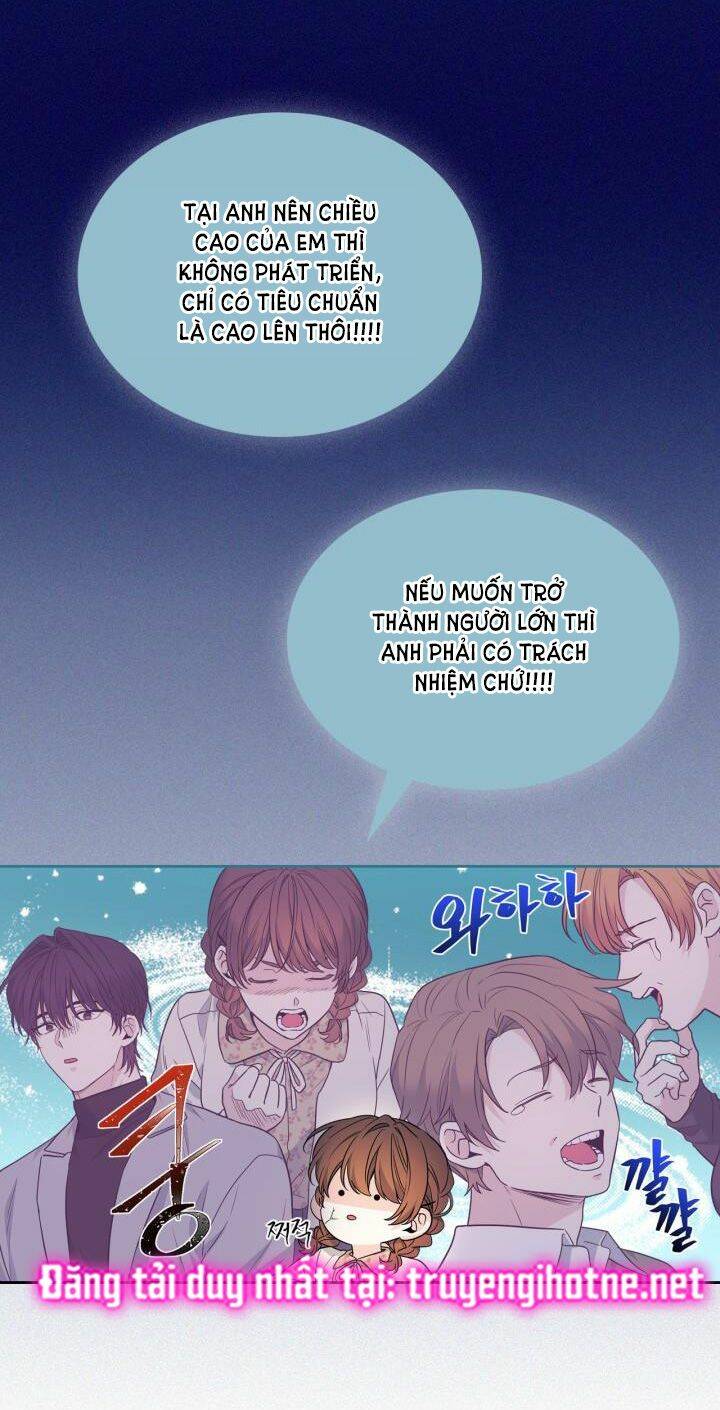 TẠI ANH NÊN CHIỀU
CAO CỦA EM THÌ
KHÔNG PHÁT TRIỂN,
CHỈ CÓ TIÊU CHUẨN
LÀ CAO LÊN THÔI!!!!
NẾU MUỐN TRỞ
THÀNH NGƯỜI LỚN THÌ
ANH PHẢI CÓ TRÁCH
NHIỆM CHỨ!!!!
와하하
쿵
깔깔
쩌적
Đăng tải duy nhất tại: truyengihotne.net